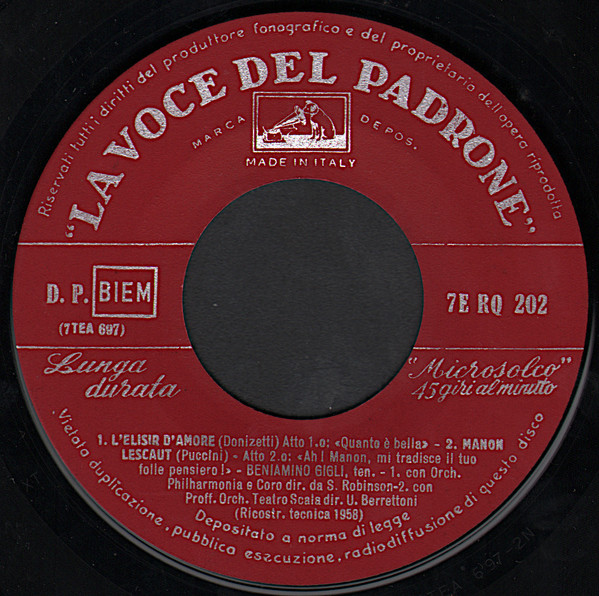 Riservati tutti i diritti del produttore fonografico e del proprietario dell'opera riprodotta
"LA VOCE DEL PADRONE"
MARCA DEPOS.
MADE IN ITALY
D. P. BIEM
(7TEA 697)
7E RQ 202
Lunga
durata
"Microsolco"
45 giri al minuto
1. L'ELISIR D'AMORE (Donizetti) Atto 1.o: «Quanto è bella» - 2. MANON
LESCAUT (Puccini) - Atto 2.o: «Ah! Manon, mi tradisce il tuo
folle pensiero!» - BENIAMINO GIGLI, ten. - 1. con Orch.
Philharmonia e Coro dir. da S. Robinson-2. con
Proff. Orch. Teatro Scala dir. U. Berrettoni
(Ricostr. tecnica 1958)
Depositato a norma di legge
Vietata duplicazione, pubblica esecuzione, radiodiffusione di questo disco